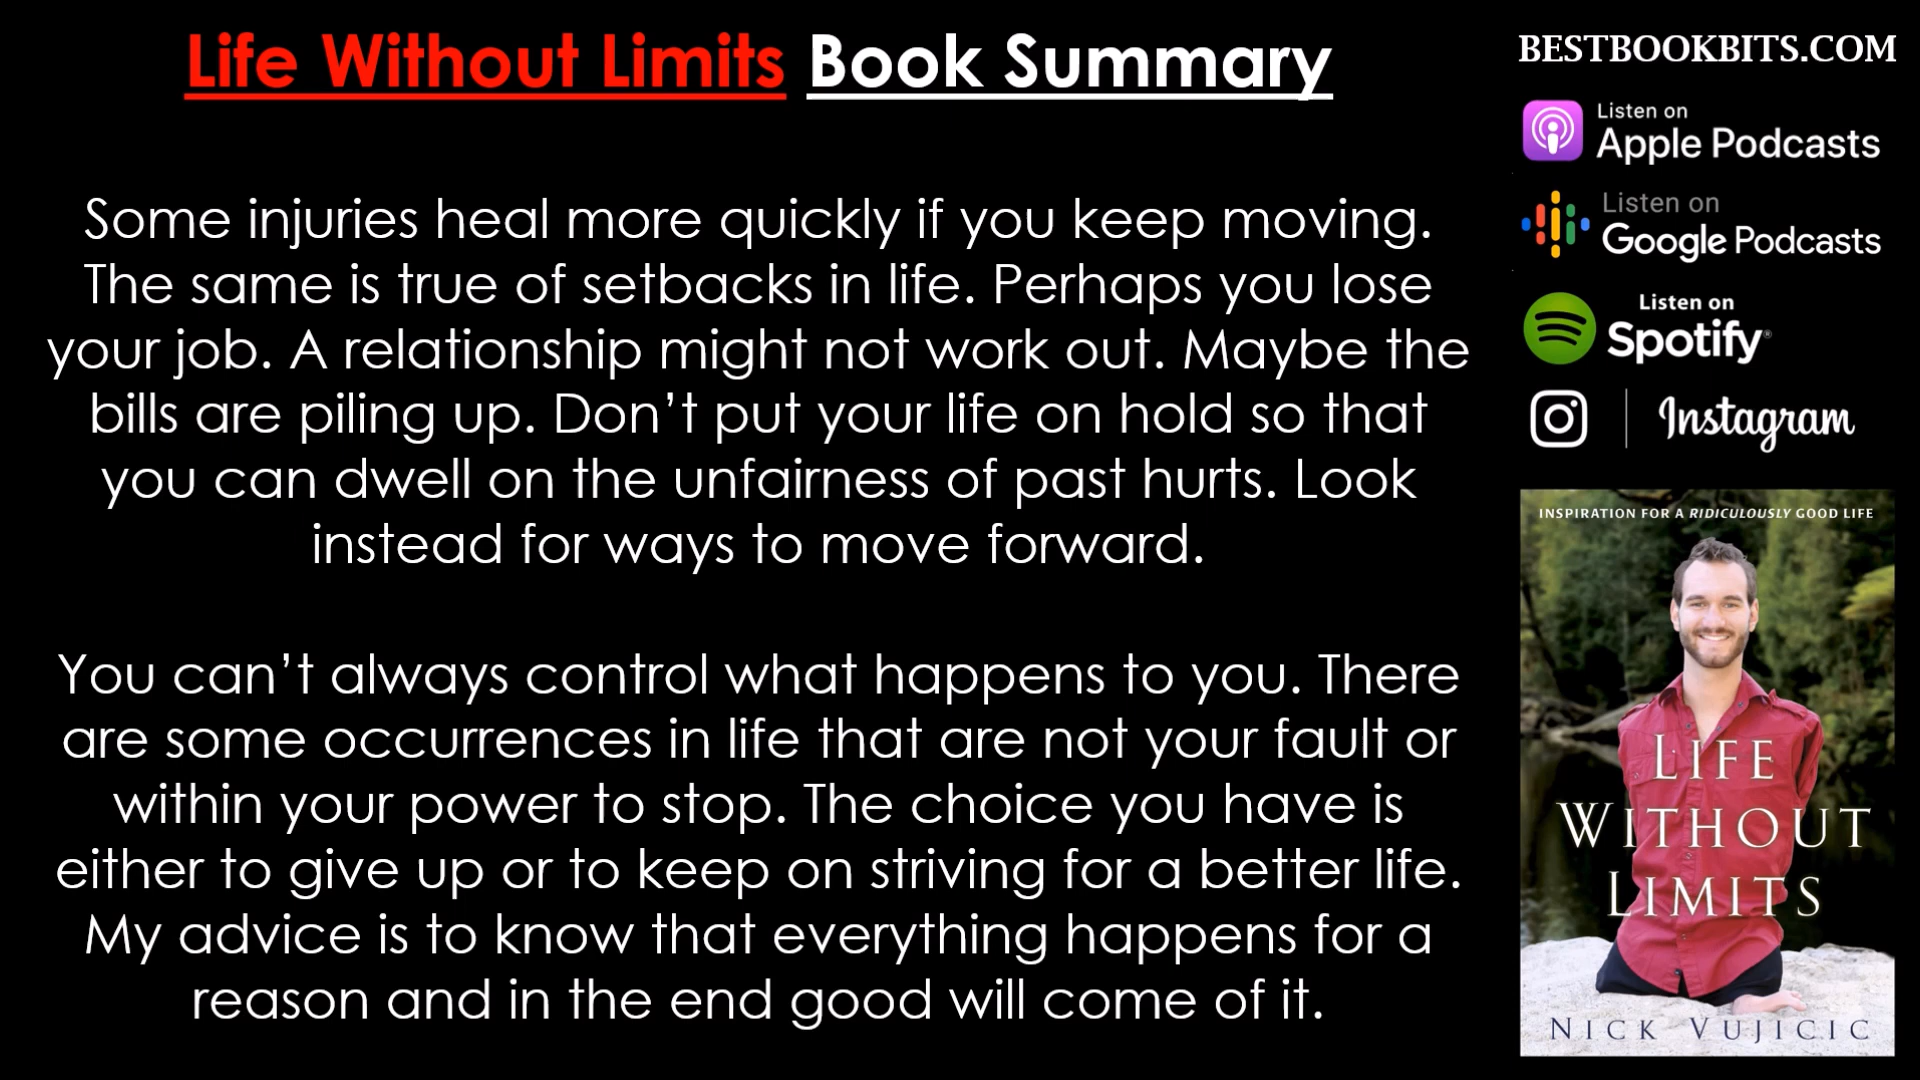 Life Without Limits Book Summary
Some injuries heal more quickly if you keep moving.
The same is true of setbacks in life. Perhaps you lose
your job. A relationship might not work out. Maybe the
bills are piling up. Don’t put your life on hold so that
you can dwell on the unfairness of past hurts. Look
instead for ways to move forward.
You can’t always control what happens to you. There
are some occurrences in life that are not your fault or
within your power to stop. The choice you have is
either to give up or to keep on striving for a better life.
My advice is to know that everything happens for a
reason and in the end good will come of it.
BESTBOOKBITS.COM
Listen on
Apple Podcasts
Listen on
Google Podcasts
Listen on
Spotify®
Instagram
INSPIRATION FOR A RIDICULOUSLY GOOD LIFE
LIFE
WITHOUT
LIMITS
NICK VUJICIC